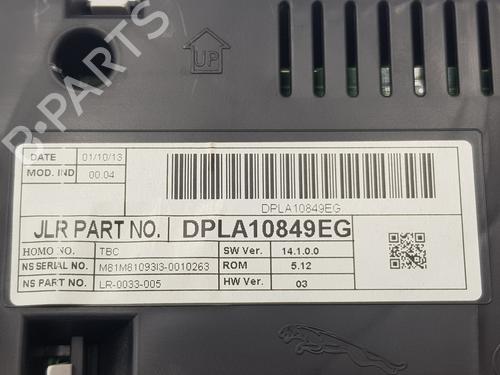 UP
B-PARTS
DATE 01/10/13
MOD. IND 00.04
DPLA10849EG
JLR PART NO. DPLA10849EG
HOMO NO. TBC SW Ver. 14.1.0.0
NS SERIAL NO. M81M81093I3-0010263 ROM 5.12
NS PART NO. LR-0033-005 HW Ver. 03